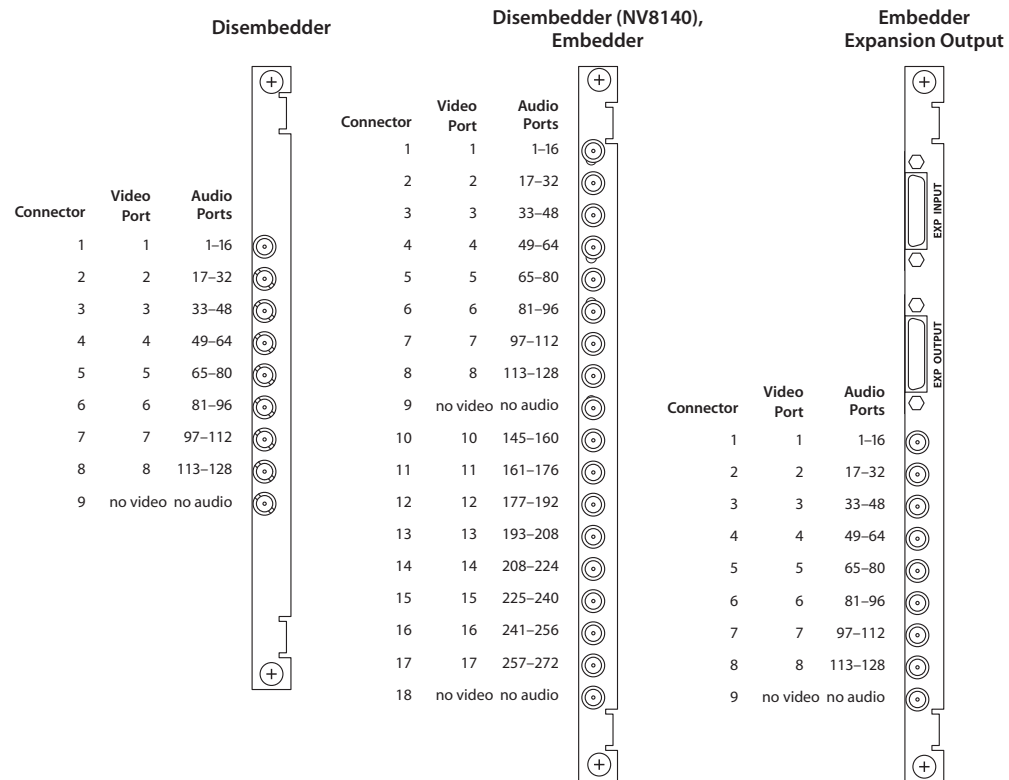 Disembedder
Connector Video Port Audio Ports
1 1 1–16
2 2 17–32
3 3 33–48
4 4 49–64
5 5 65–80
6 6 81–96
7 7 97–112
8 8 113–128
9 no video no audio
Disembedder (NV8140),
Embedder
Connector Video Port Audio Ports
1 1 1–16
2 2 17–32
3 3 33–48
4 4 49–64
5 5 65–80
6 6 81–96
7 7 97–112
8 8 113–128
9 no video no audio
10 10 145–160
11 11 161–176
12 12 177–192
13 13 193–208
14 14 208–224
15 15 225–240
16 16 241–256
17 17 257–272
18 no video no audio
Embedder
Expansion Output
EXP INPUT
EXP OUTPUT
Connector Video Port Audio Ports
1 1 1–16
2 2 17–32
3 3 33–48
4 4 49–64
5 5 65–80
6 6 81–96
7 7 97–112
8 8 113–128
9 no video no audio